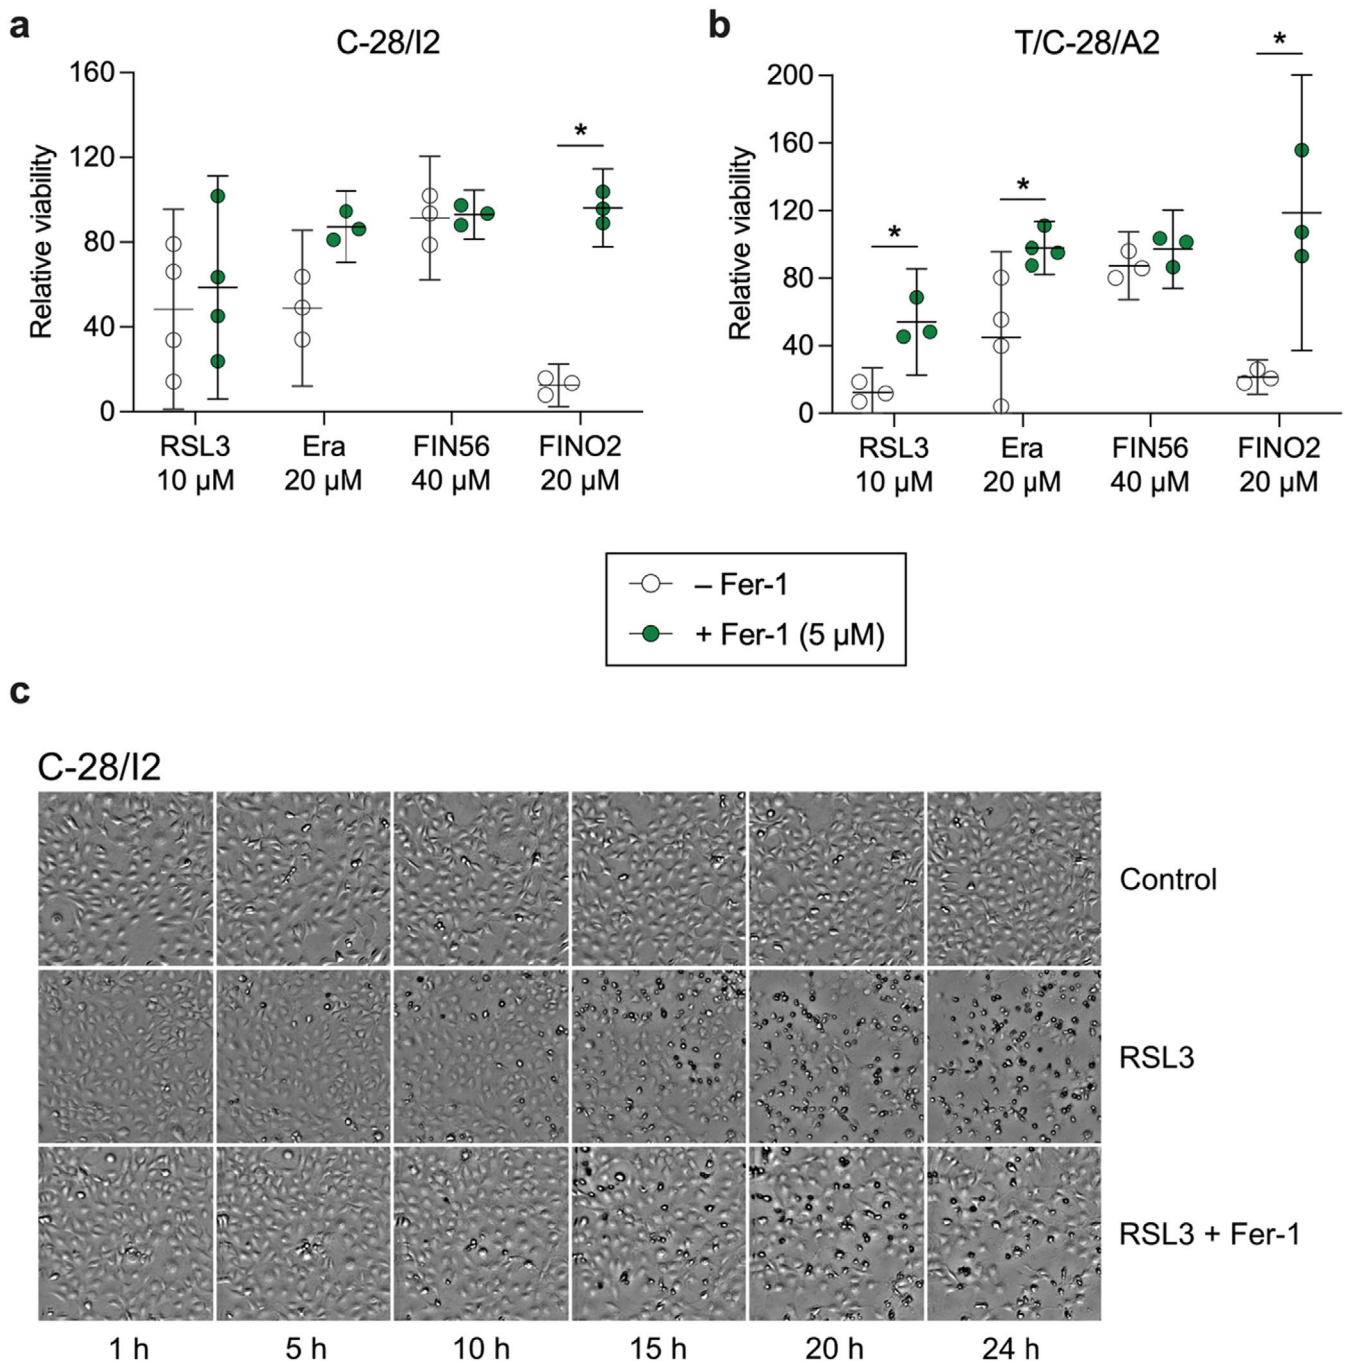 a
C-28/I2
Relative viability
160
120
80
40
0
RSL3
10 µM
Era
20 µM
FIN56
40 µM
FINO2
20 µM
*
b
T/C-28/A2
Relative viability
200
160
120
80
40
0
RSL3
10 µM
Era
20 µM
FIN56
40 µM
FINO2
20 µM
*
*
*
– Fer-1
+ Fer-1 (5 µM)
c
C-28/I2
Control
RSL3
RSL3 + Fer-1
1 h
5 h
10 h
15 h
20 h
24 h